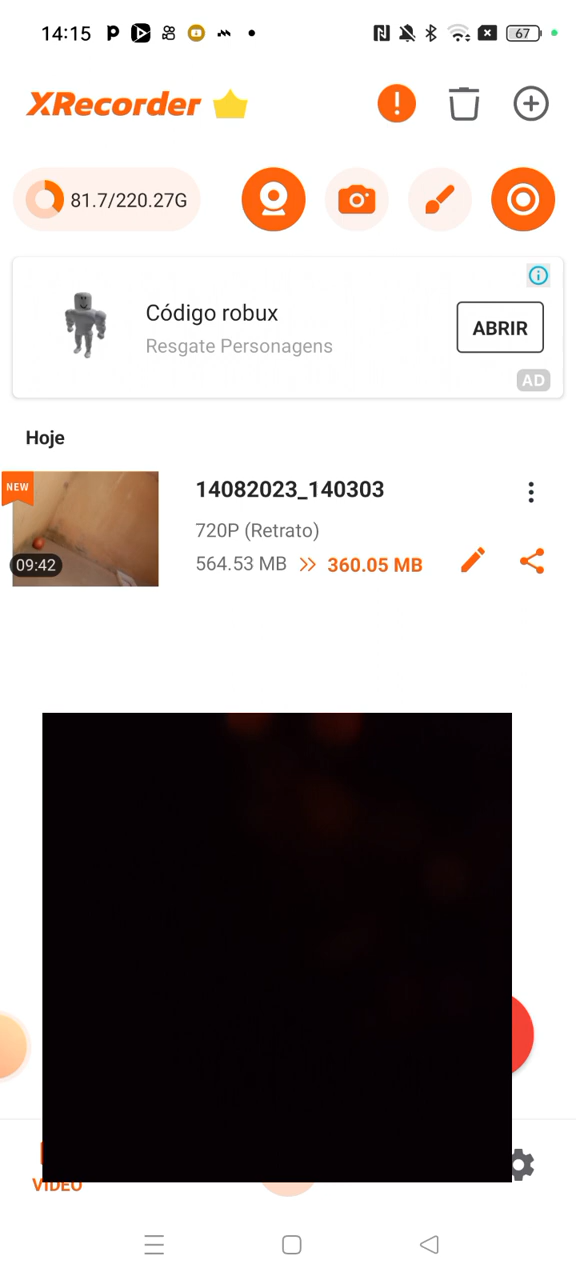 14:15
67
XRecorder
81.7/220.27G
Código robux
Resgate Personagens
ABRIR
AD
Hoje
NEW
14082023_140303
720P (Retrato)
09:42
564.53 MB >> 360.05 MB
VÍDEO